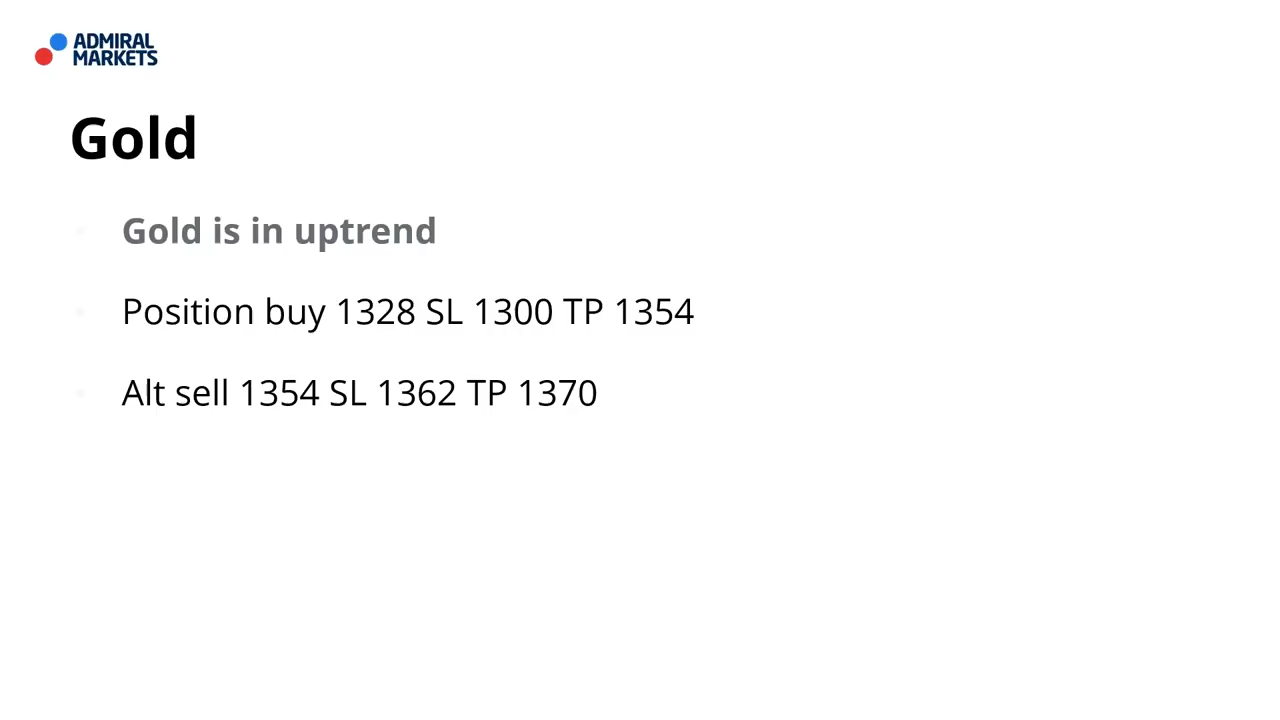 ADMIRAL
MARKETS
Gold
Gold is in uptrend
Position buy 1328 SL 1300 TP 1354
Alt sell 1354 SL 1362 TP 1370